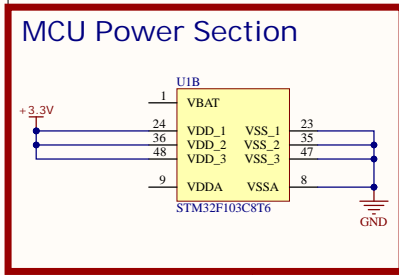 MCU Power Section
U1B
1 VBAT
+3.3V
24 VDD_1 VSS_1 23
36 VDD_2 VSS_2 35
48 VDD_3 VSS_3 47
9 VDDA VSSA 8
STM32F103C8T6
GND